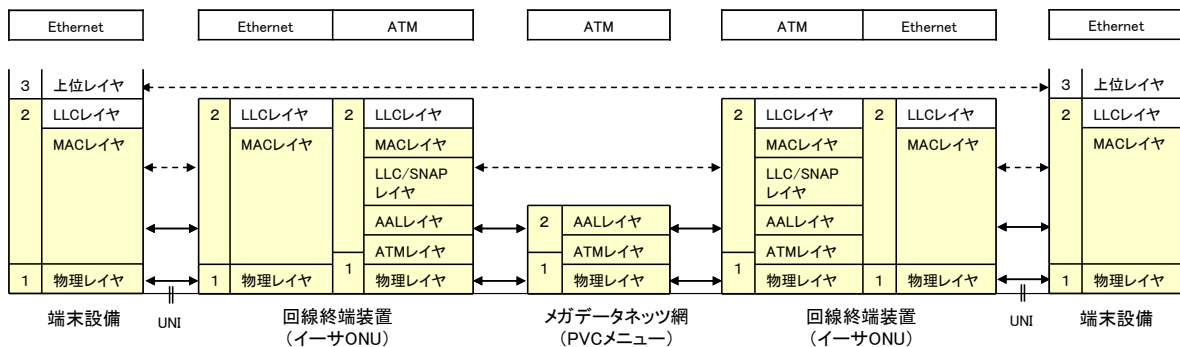 Ethernet
Ethernet ATM
ATM
ATM Ethernet
Ethernet
3 上位レイヤ
2 LLCレイヤ
MACレイヤ
1 物理レイヤ
2 LLCレイヤ
MACレイヤ
1 物理レイヤ
2 LLCレイヤ
MACレイヤ
LLC/SNAP
レイヤ
AALレイヤ
ATMレイヤ
1 物理レイヤ
2 AALレイヤ
ATMレイヤ
1 物理レイヤ
2 LLCレイヤ
MACレイヤ
LLC/SNAP
レイヤ
AALレイヤ
ATMレイヤ
1 物理レイヤ
2 LLCレイヤ
MACレイヤ
1 物理レイヤ
3 上位レイヤ
2 LLCレイヤ
MACレイヤ
1 物理レイヤ
端末設備
UNI
回線終端装置
（イーサONU）
メガデータネッツ網
（PVCメニュー）
回線終端装置
（イーサONU）
UNI
端末設備